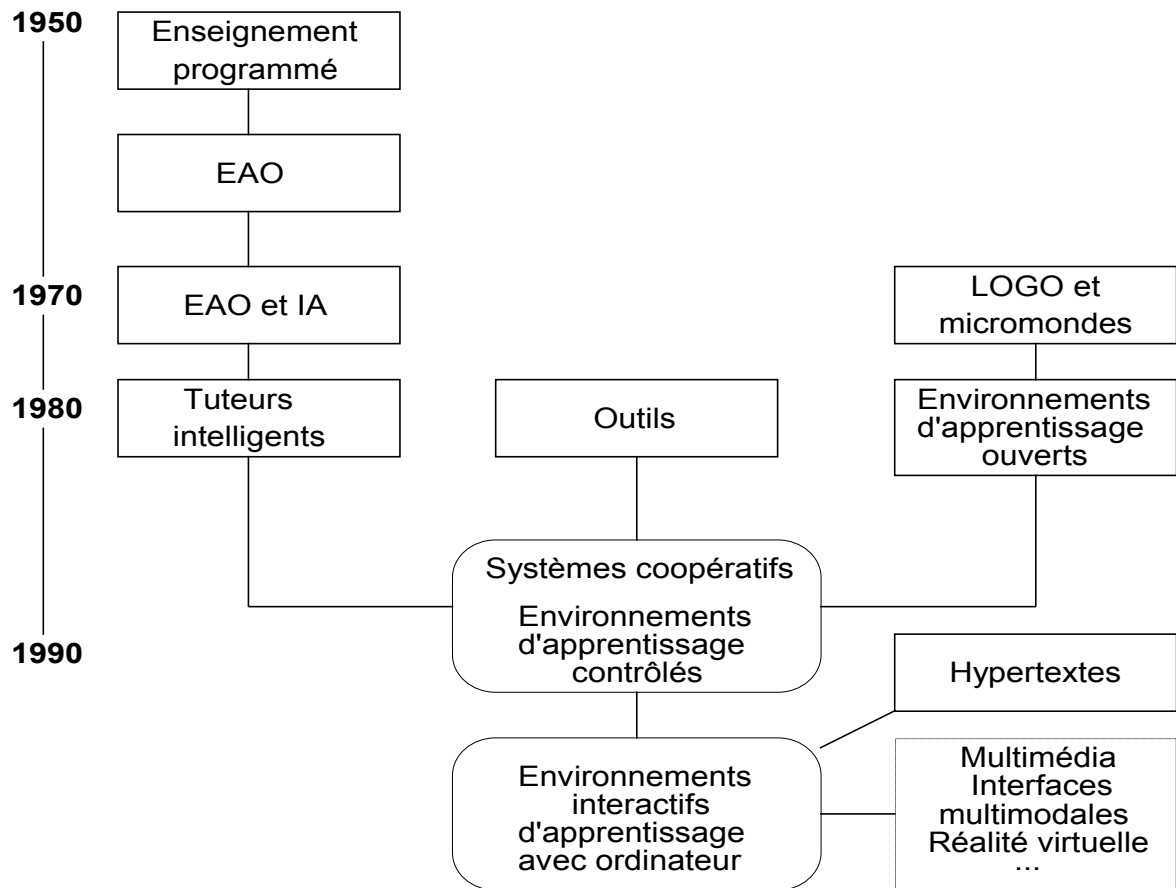 1950
Enseignement
programmé
EAO
1970
EAO et IA
LOGO et
micromondes
1980
Tuteurs
intelligents
Outils
Environnements
d'apprentissage
ouverts
Systèmes coopératifs
Environnements
d'apprentissage
contrôlés
1990
Hypertextes
Environnements
interactifs
d'apprentissage
avec ordinateur
Multimédia
Interfaces
multimodales
Réalité virtuelle
...